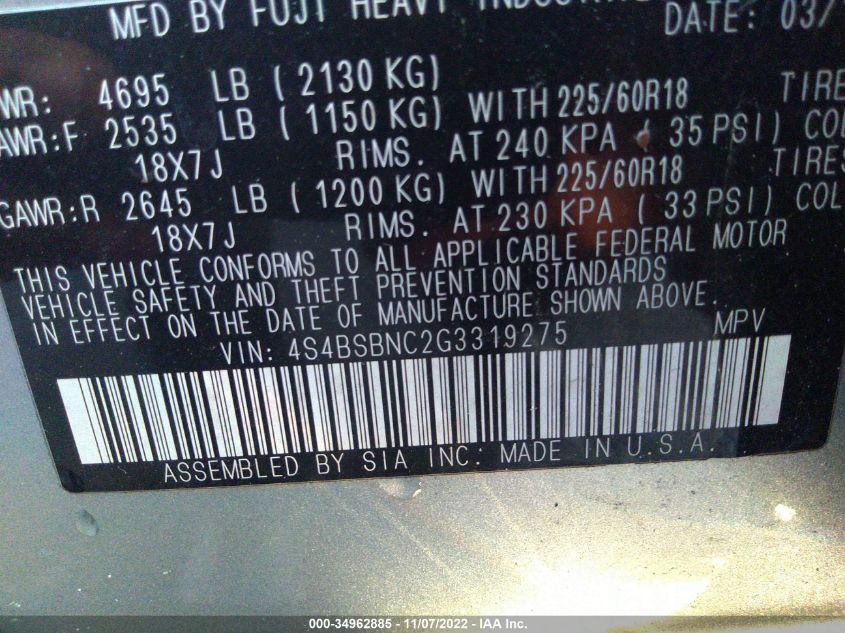 MFD BY FUJI HEAVY
DATE: 03/
WR: 4695 LB ( 2130 KG)
AWR:F 2535 LB ( 1150 KG) WITH 225/60R18 TIRE
18X7J RIMS. AT 240 KPA ( 35 PSI) COL
GAWR:R 2645 LB ( 1200 KG) WITH 225/60R18 TIRES
18X7J RIMS. AT 230 KPA ( 33 PSI) COL
THIS VEHICLE CONFORMS TO ALL APPLICABLE FEDERAL MOTOR
VEHICLE SAFETY AND THEFT PREVENTION STANDARDS
IN EFFECT ON THE DATE OF MANUFACTURE SHOWN ABOVE.
VIN: 4S4BSBNC2G3319275 MPV
ASSEMBLED BY SIA INC. MADE IN U.S.A.
000-34962885 - 11/07/2022 - IAA Inc.